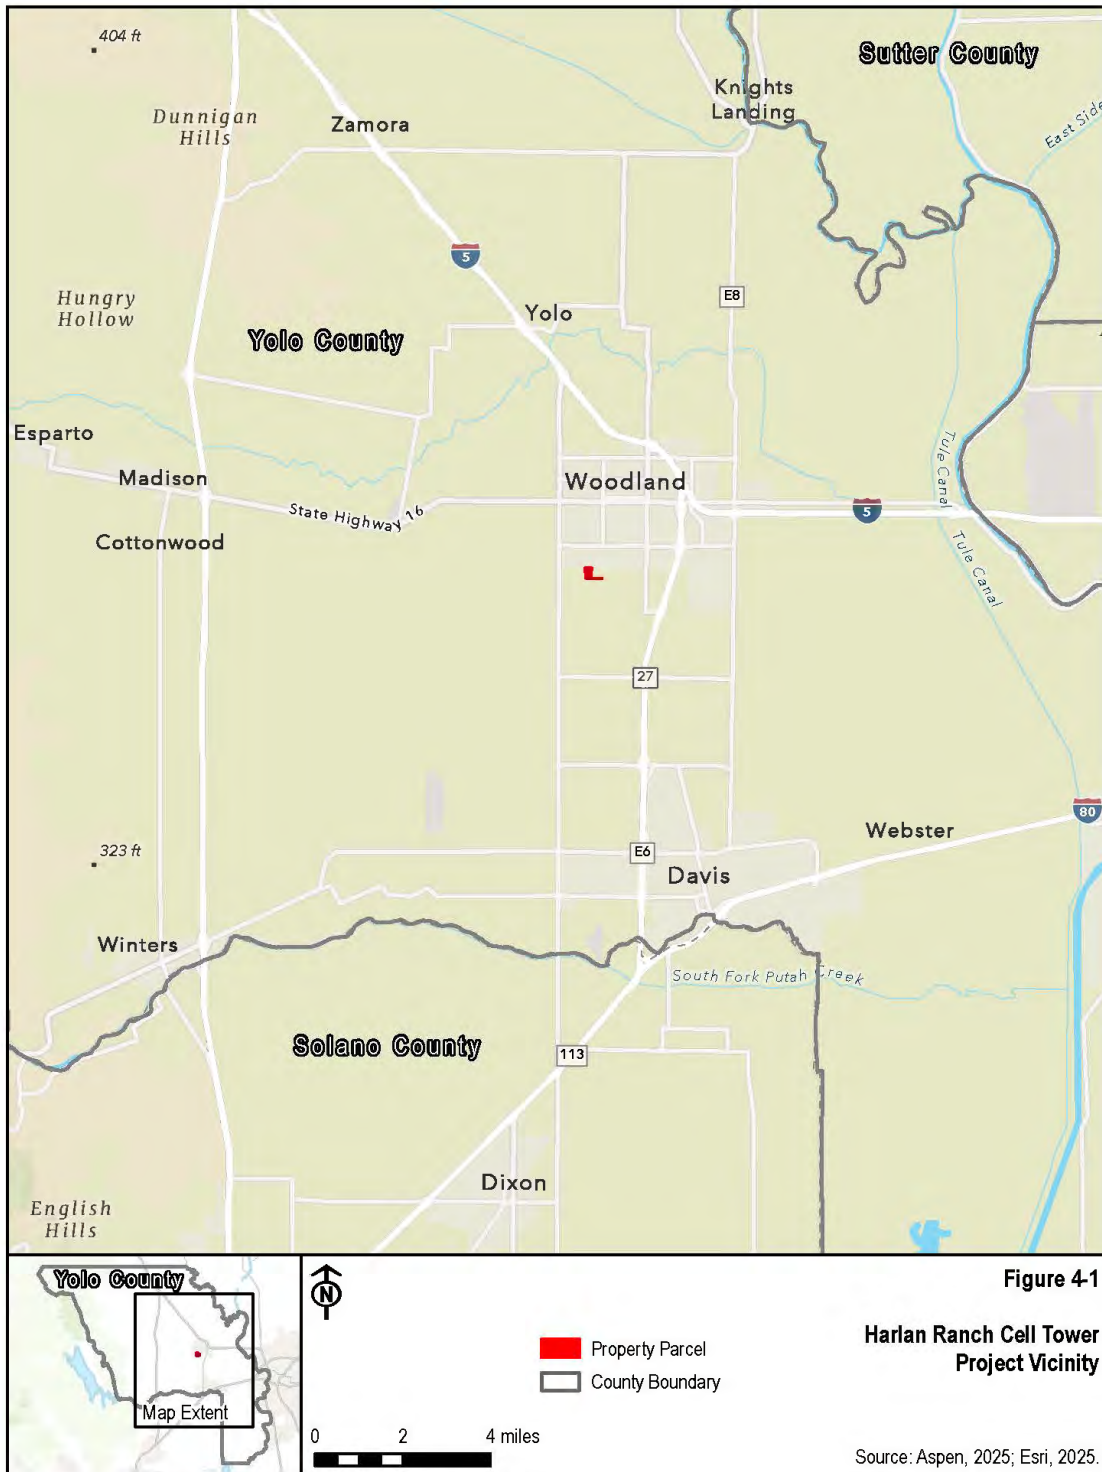 404 ft
Sutter County
Knights
Landing
East Side
Dunnigan
Hills
Zamora
5
E8
Hungry
Hollow
Yolo
Yolo County
Esparto
Madison
Woodland
Tule Canal
State Highway 16
5
Cottonwood
Tule Canal
27
80
Webster
323 ft
E6
Davis
Winters
South Fork Putah Creek
Solano County
113
Dixon
English
Hills
Yolo County
Map Extent
N
Figure 4-1
Harlan Ranch Cell Tower
Project Vicinity
Property Parcel
County Boundary
0 2 4 miles
Source: Aspen, 2025; Esri, 2025.